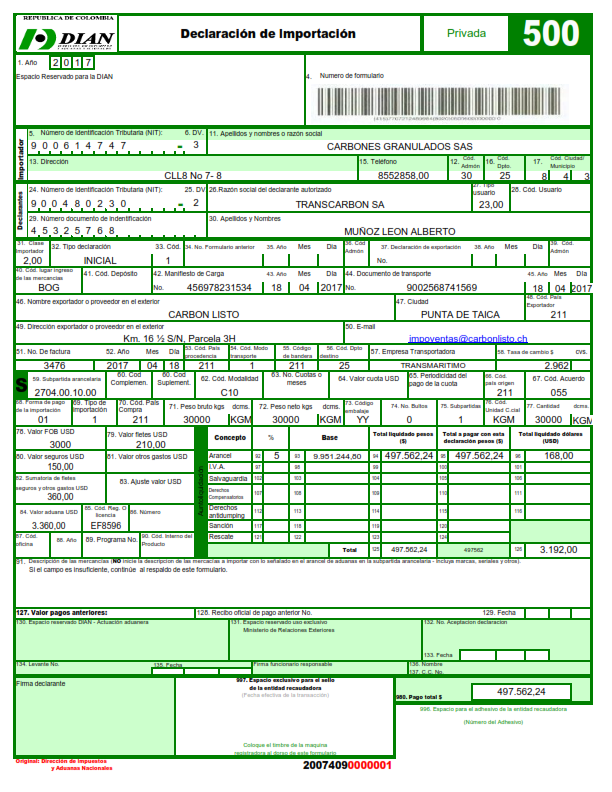 REPUBLICA DE COLOMBIA
DIAN
Declaración de Importación
Privada
500
1. Año 2 0 1 7
Espacio Reservado para la DIAN
4. Numero de formulario
Importador
5. Número de Identificación Tributaria (NIT): 6. DV
9 0 0 6 1 4 7 4 7 - 3
11. Apellidos y nombres o razón social
CARBONES GRANULADOS SAS
13. Dirección
CLL8 No 7- 8
15. Teléfono
8552858,00
12. Cód. Admón
30
16. Cód. Dpto.
25
17. Cód. Ciudad/ Municipio
8 4 3
Declarantes
24. Número de Identificación Tributaria (NIT): 25. DV
9 0 0 4 8 0 2 3 0 - 2
26.Razón social del declarante autorizado
TRANSCARBON SA
27. Tipo usuario
23,00
28. Cód. Usuario
29. Número documento de Indentificación
4 5 3 2 5 7 6 8
30. Apellidos y Nombres
MUÑOZ LEON ALBERTO
31. Clase importador
2,00
32. Tipo declaración
INICIAL
33. Cód.
1
34. No. Formulario anterior 35. Año Mes Dia
36. Cód Admón
37. Declaración de exportación
No.
38. Año Mes Dia
39. Cód. Admón
40. Cód. lugar ingreso de las mercancías
BOG
41. Cód. Depósito
42. Manifiesto de Carga
No. 456978231534
43. Año Mes Dia
18 04 2017
44. Documento de transporte
No. 9002568741569
45. Año Mes Dia
18 04 2017
46. Nombre exportador o proveedor en el exterior
CARBON LISTO
47. Ciudad
PUNTA DE TAICA
48. Cód. País Exportador
211
49. Dirección exportador o proveedor en el exterior
Km. 16 ½ S/N, Parcela 3H
50. E-mail
impoventas@carbonlisto.ch
51. No. De factura
3476
52. Año Mes Dia
2017 04 18
53. Cód. País procedencia
211
54. Cód. Modo transporte
1
55. Código de bandera
211
56. Cód. Dpto destino
25
57. Empresa Transportadora
TRANSMARITIMO
58. Tasa de cambio $ cvs.
2.962
$
59. Subpartida arancelaria
2704.00.10.00
60. Cod Complemen.
60. Cod Suplement.
62. Cód. Modalidad
C10
63. No. Cuotas o meses
64. Valor cuota USD
65. Periodicidad del pago de la cuota
66. Cód. país origen
211
67. Cód. Acuerdo
055
68. Forma de pago de la importación
01
69. Tipo de importación
1
70. Cód. País Compra
211
71. Peso bruto kgs dcms.
30000 KGM
72. Peso neto kgs dcms.
30000 KGM
73. Código embalaje
YY
74. No. Bultos
0
75. Subpartidas
1
76. Cód. Unidad C.cial
KGM
77. Cantidad dcms.
30000 KGM
78. Valor FOB USD
3000
79. Valor fletes USD
210,00
80. Valor seguros USD
150,00
81. Valor otros gastos USD
82. Sumatoria de fletes seguros y otros gastos USD
360,00
83. Ajuste valor USD
84. Valor aduana USD
3.360,00
85. Cód. Reg. O licencia
EF8596
86. Número
87. Cód. oficina
88. Año
89. Programa No.
90. Cód. Interno del Producto
Autoliquidación
Concepto % Base Total liquidado pesos ($) Total a pagar con esta declaración pesos ($) Total liquidado dólares (USD)
Arancel 92 5 93 9.951.244,80 94 497.562,24 95 497.562,24 96 168,00
I.V.A. 97 98 99 100 101
Salvaguardia 102 103 104 105 106
Derechos Compensatorios 107 108 109 110 111
Derechos antidumping 112 113 114 115 116
Sanción 117 118 119 120
Rescate 121 122 123 124
Total 125 497.562,24 497562 126 3.192,00
91. Descripción de las mercancías (NO inicie la descripción de las mercancías a importar con lo señalado en el arancel de aduanas en la subpartida arancelaria - Incluya marcas, seriales y otros).
Si el campo es insuficiente, continúe al respaldo de este formulario.
127. Valor pagos anteriores:
128. Recibo oficial de pago anterior No.
129. Fecha
130. Espacio reservado DIAN - Actuación aduanera
131. Espacio reservado uso exclusivo
Ministerio de Relaciones Exteriores
132. No. Aceptacion declaracion
133. Fecha
134. Levante No.
135. Fecha
Firma funcionario responsable
136. Nombre
137. C.C. No.
Firma declarante
997. Espacio exclusivo para el sello
de la entidad recaudadora
(Fecha efectiva de la transacción)
Coloque el timbre de la maquina
registradora al dorso de este formulario
980. Pago total $ 497.562,24
996. Espacio para el adhesivo de la entidad recaudadora
(Número del Adhesivo)
Original: Dirección de Impuestos
y Aduanas Nacionales
20074090000001